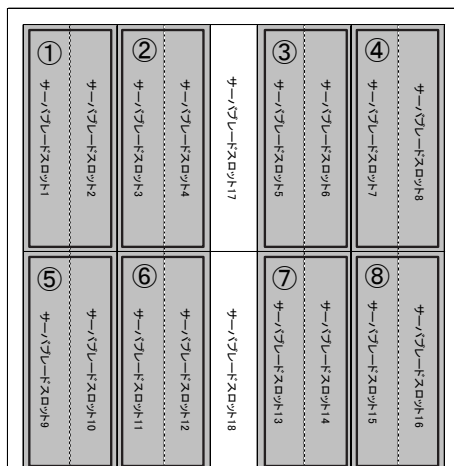 ①
サーバブレードスロット1
サーバブレードスロット2
②
サーバブレードスロット3
サーバブレードスロット4
サーバブレードスロット17
③
サーバブレードスロット5
サーバブレードスロット6
④
サーバブレードスロット7
サーバブレードスロット8
⑤
サーバブレードスロット9
サーバブレードスロット10
⑥
サーバブレードスロット11
サーバブレードスロット12
サーバブレードスロット18
⑦
サーバブレードスロット13
サーバブレードスロット14
⑧
サーバブレードスロット15
サーバブレードスロット16